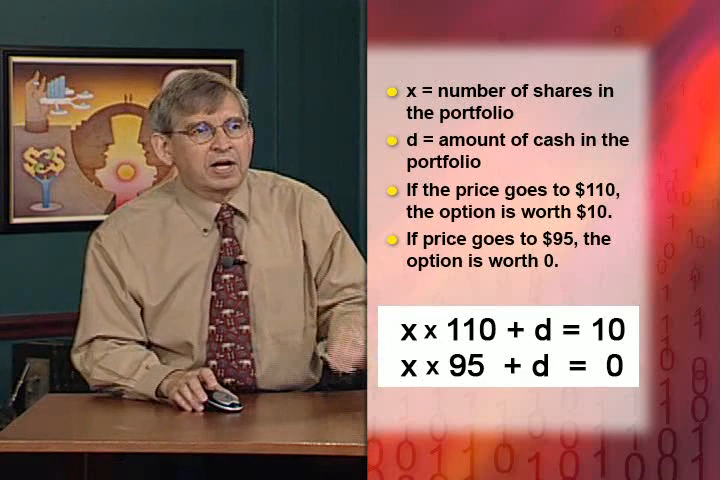 x = number of shares in
the portfolio
d = amount of cash in the
portfolio
If the price goes to $110,
the option is worth $10.
If price goes to $95, the
option is worth 0.
x x 110 + d = 10
x x 95 + d = 0